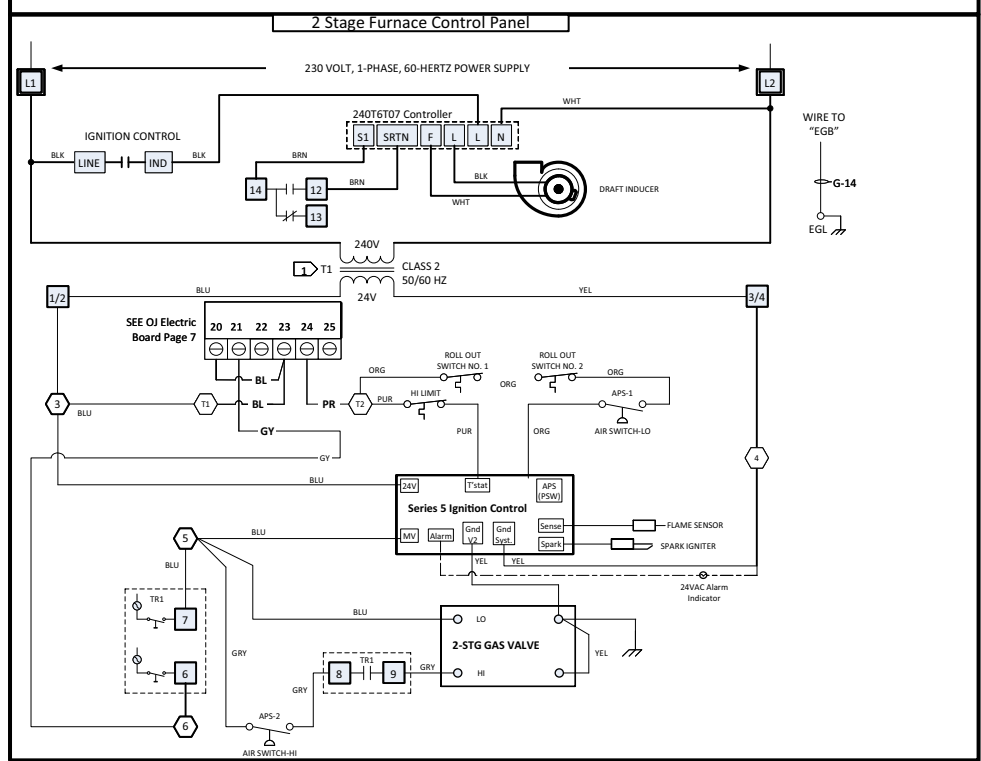 2 Stage Furnace Control Panel
L1
230 VOLT, 1-PHASE, 60-HERTZ POWER SUPPLY
L2
WHT
240T6T07 Controller
S1 SRTN F L L N
WIRE TO
"EGB"
G-14
EGL
IGNITION CONTROL
BLK
LINE
IND
BLK
BRN
14
12
BRN
13
BLK
WHT
DRAFT INDUCER
240V
1
T1
CLASS 2
50/60 HZ
24V
1/2
BLU
YEL
3/4
SEE OJ Electric
Board Page 7
20 21 22 23 24 25
BL
3
BLU
T1
BL
PR
T2
PUR
ORG
ROLL OUT
SWITCH NO. 1
HI LIMIT
ORG
ROLL OUT
SWITCH NO. 2
ORG
APS-1
AIR SWITCH-LO
GY
GY
PUR
ORG
4
BLU
24V
T'stat
APS
(PSW)
Series 5 Ignition Control
MV
Alarm
Gnd
V2
Gnd
Syst.
Sense
Spark
FLAME SENSOR
SPARK IGNITER
YEL
YEL
24VAC Alarm
Indicator
5
BLU
BLU
TR1
7
6
6
GRY
BLU
LO
2-STG GAS VALVE
HI
YEL
GRY
8
TR1
9
GRY
APS-2
AIR SWITCH-HI